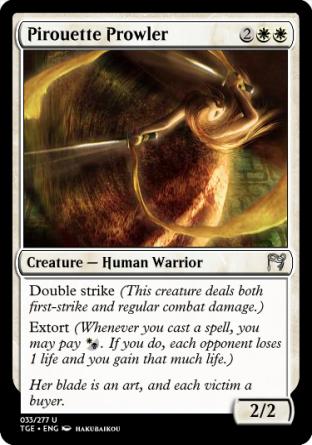 Pirouette Prowler 2
Creature — Human Warrior
Double strike (This creature deals both
first-strike and regular combat damage.)
Extort (Whenever you cast a spell, you
may pay . If you do, each opponent loses
1 life and you gain that much life.)
Her blade is an art, and each victim a
buyer.
033/277 U
TGE • ENG HAKUBAIKOU
2/2